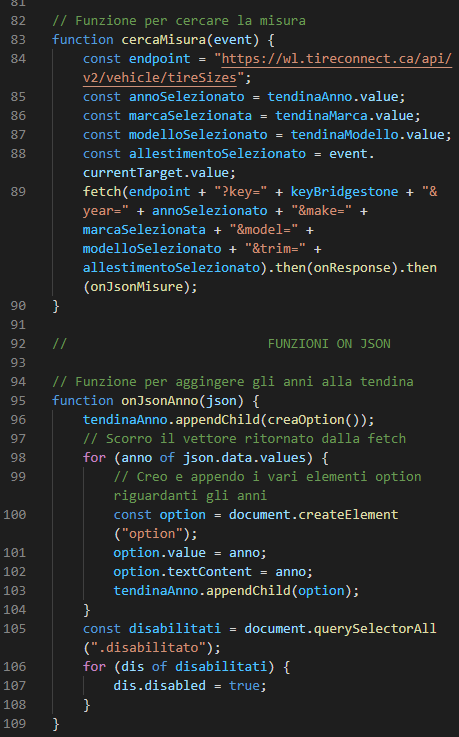 81
82 // Funzione per cercare la misura
83 function cercaMisura(event) {
84 const endpoint = "https://wl.tireconnect.ca/api/
v2/vehicle/tireSizes";
85 const annoSelezionato = tendinaAnno.value;
86 const marcaSelezionata = tendinaMarca.value;
87 const modelloSelezionato = tendinaModello.value;
88 const allestimentoSelezionato = event.
currentTarget.value;
89 fetch(endpoint + "?key=" + keyBridgestone + "&
year=" + annoSelezionato + "&make=" +
marcaSelezionata + "&model=" +
modelloSelezionato + "&trim=" +
allestimentoSelezionato).then(onResponse).then
(onJsonMisure);
90 }
91
92 // FUNZIONI ON JSON
93
94 // Funzione per aggingere gli anni alla tendina
95 function onJsonAnno(json) {
96 tendinaAnno.appendChild(creaOption());
97 // Scorro il vettore ritornato dalla fetch
98 for (anno of json.data.values) {
99 // Creo e appendo i vari elementi option
riguardanti gli anni
100 const option = document.createElement
("option");
101 option.value = anno;
102 option.textContent = anno;
103 tendinaAnno.appendChild(option);
104 }
105 const disabilitati = document.querySelectorAll
(".disabilitato");
106 for (dis of disabilitati) {
107 dis.disabled = true;
108 }
109 }